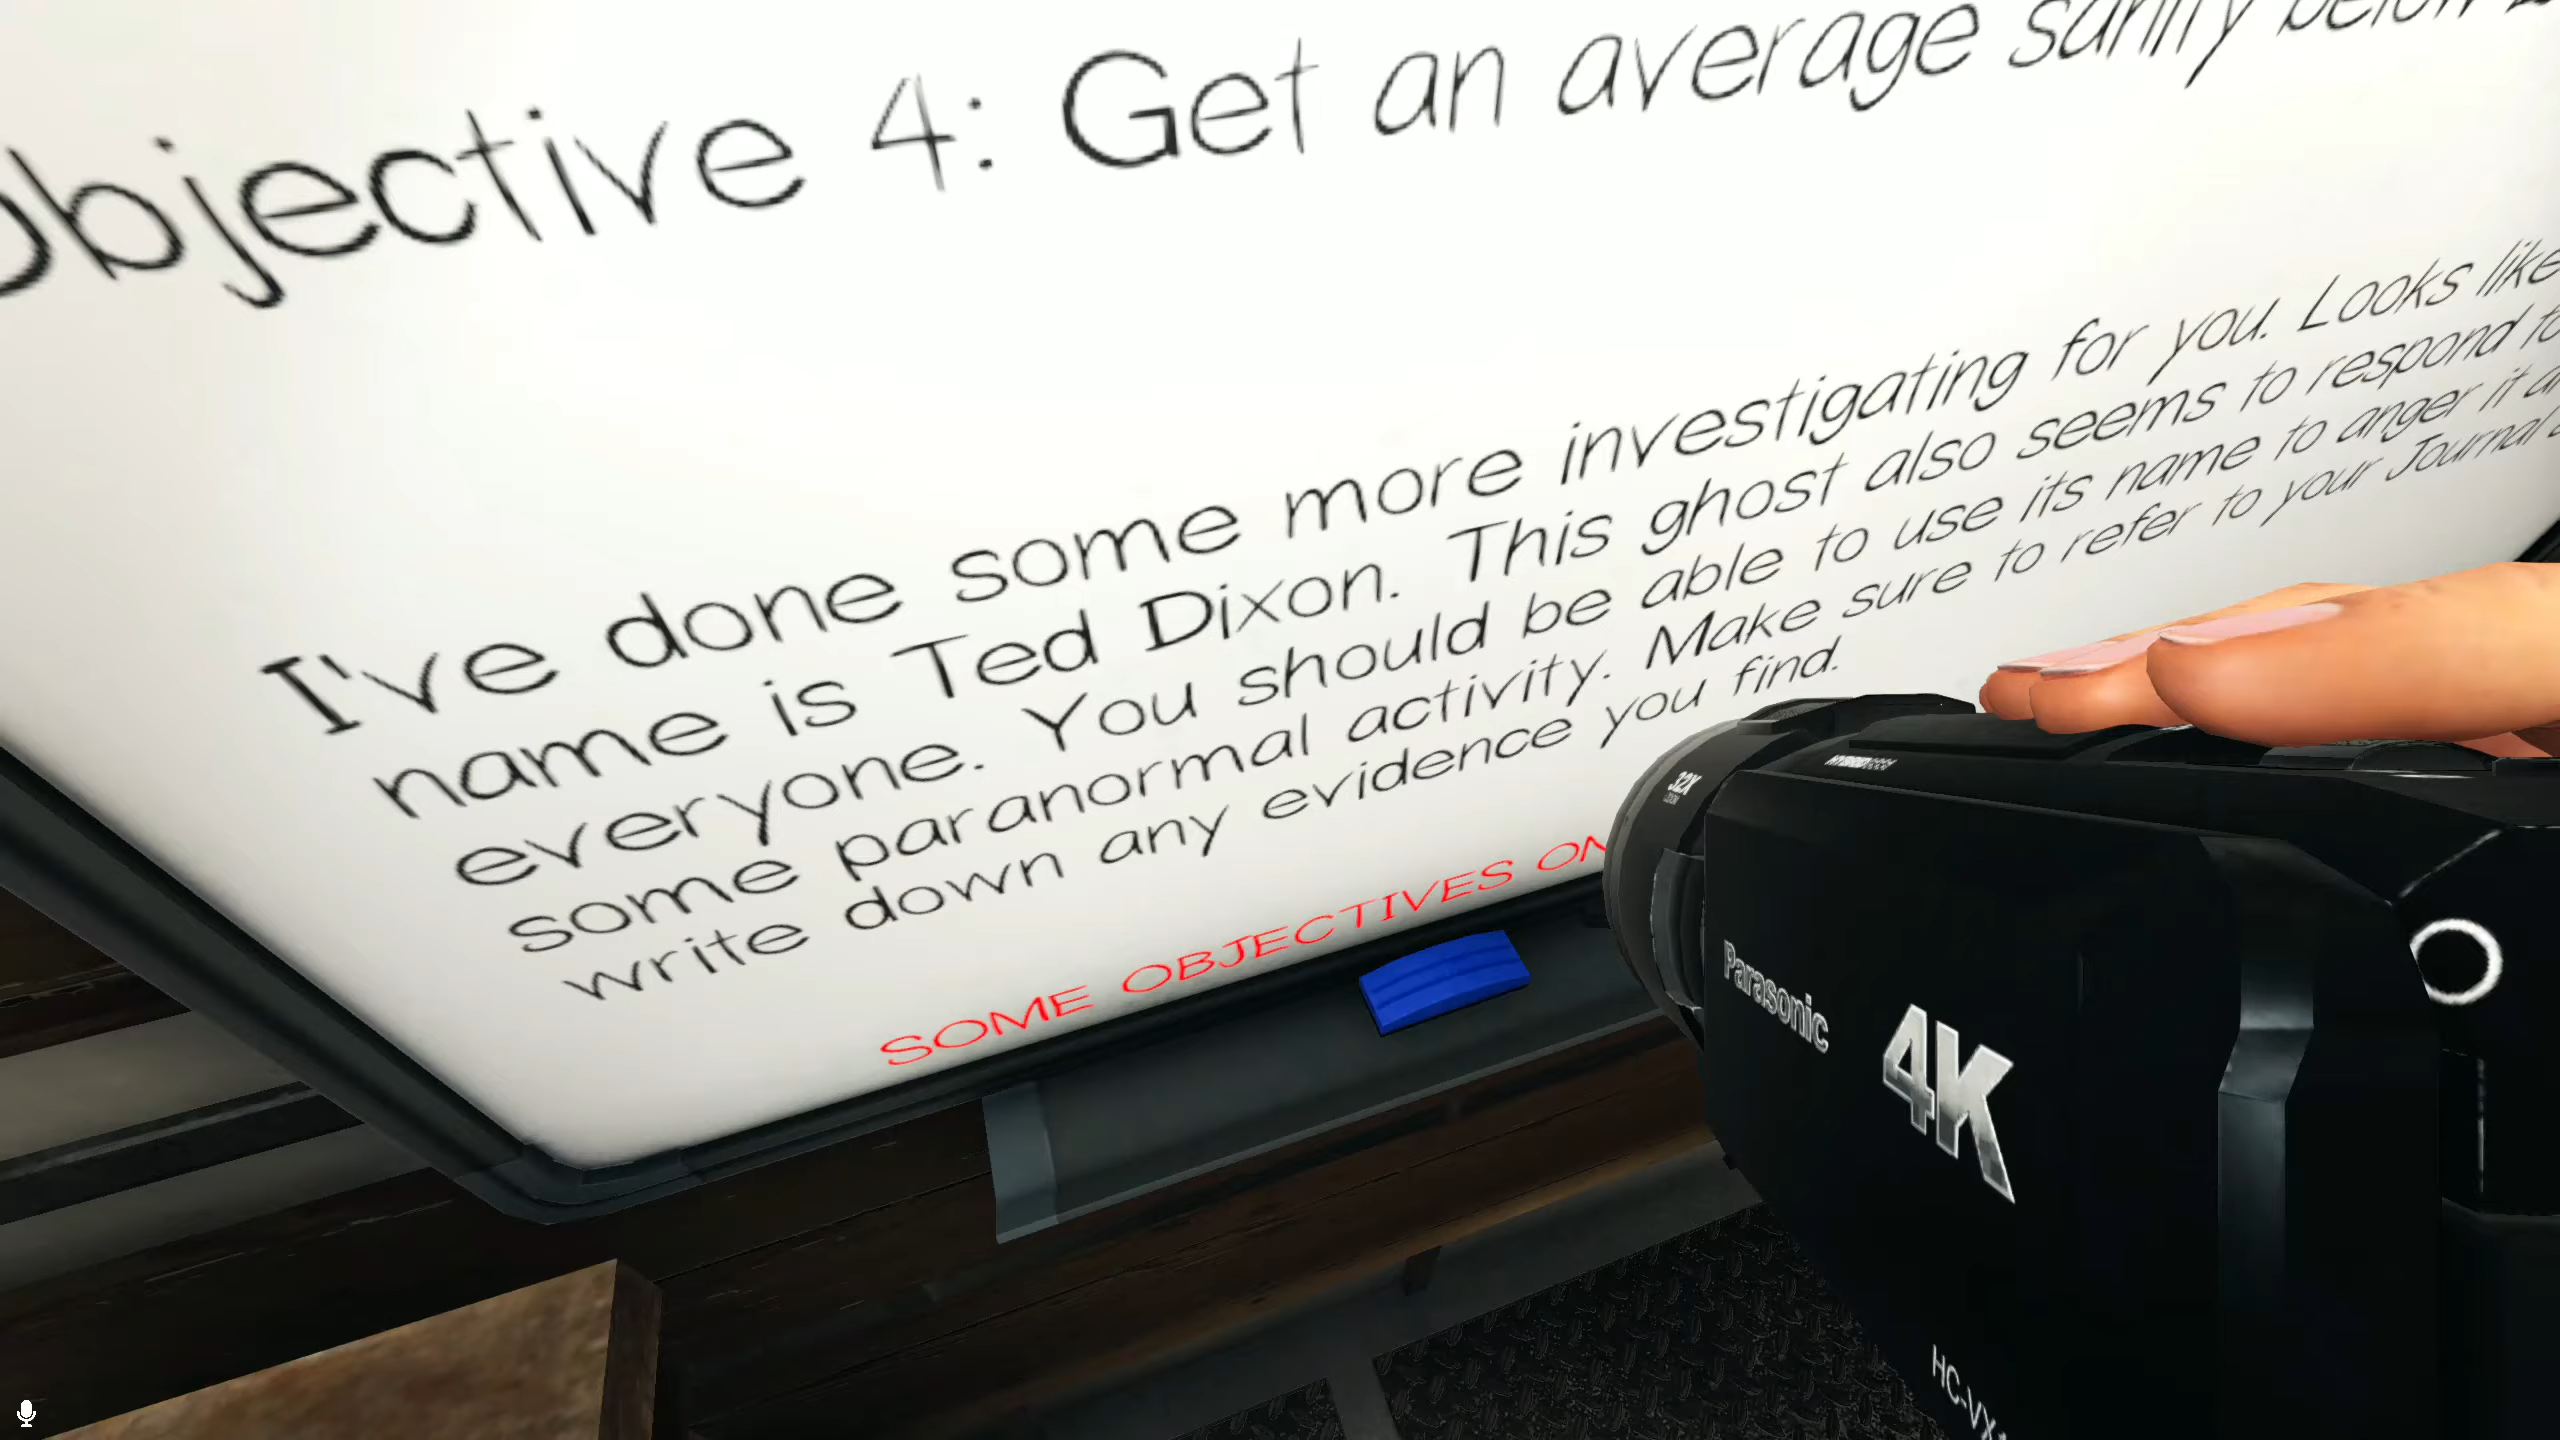 Objective 4: Get an average sanity below
I've done some more investigating for you. Looks like
name is Ted Dixon. This ghost also seems to respond to
everyone. You should be able to use its name to anger it
some paranormal activity. Make sure to refer to your Journal
write down any evidence you find.
SOME OBJECTIVES ON
32X
Parasonic
4K